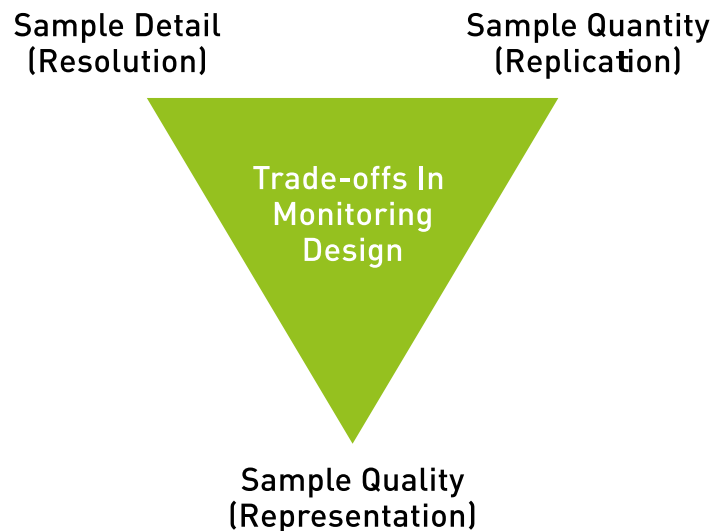 Sample Detail
(Resolution)
Sample Quantity
(Replication)
Trade-offs In
Monitoring
Design
Sample Quality
(Representation)